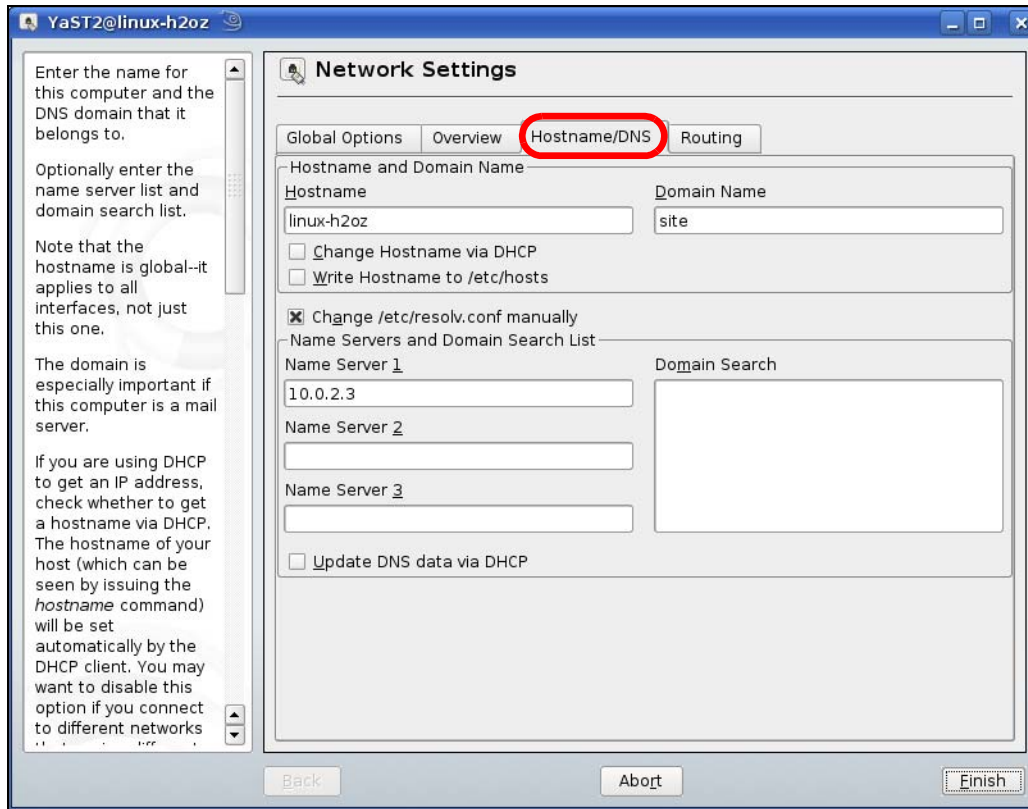 YaST2@linux-h2oz
Enter the name for
this computer and the
DNS domain that it
belongs to.
Optionally enter the
name server list and
domain search list.
Note that the
hostname is global--it
applies to all
interfaces, not just
this one.
The domain is
especially important if
this computer is a mail
server.
If you are using DHCP
to get an IP address,
check whether to get
a hostname via DHCP.
The hostname of your
host (which can be
seen by issuing the
hostname command)
will be set
automatically by the
DHCP client. You may
want to disable this
option if you connect
to different networks
Network Settings
Global Options Overview Hostname/DNS Routing
Hostname and Domain Name
Hostname Domain Name
linux-h2oz site
Change Hostname via DHCP
Write Hostname to /etc/hosts
Change /etc/resolv.conf manually
Name Servers and Domain Search List
Name Server 1 Domain Search
10.0.2.3
Name Server 2
Name Server 3
Update DNS data via DHCP
Back Abort Finish